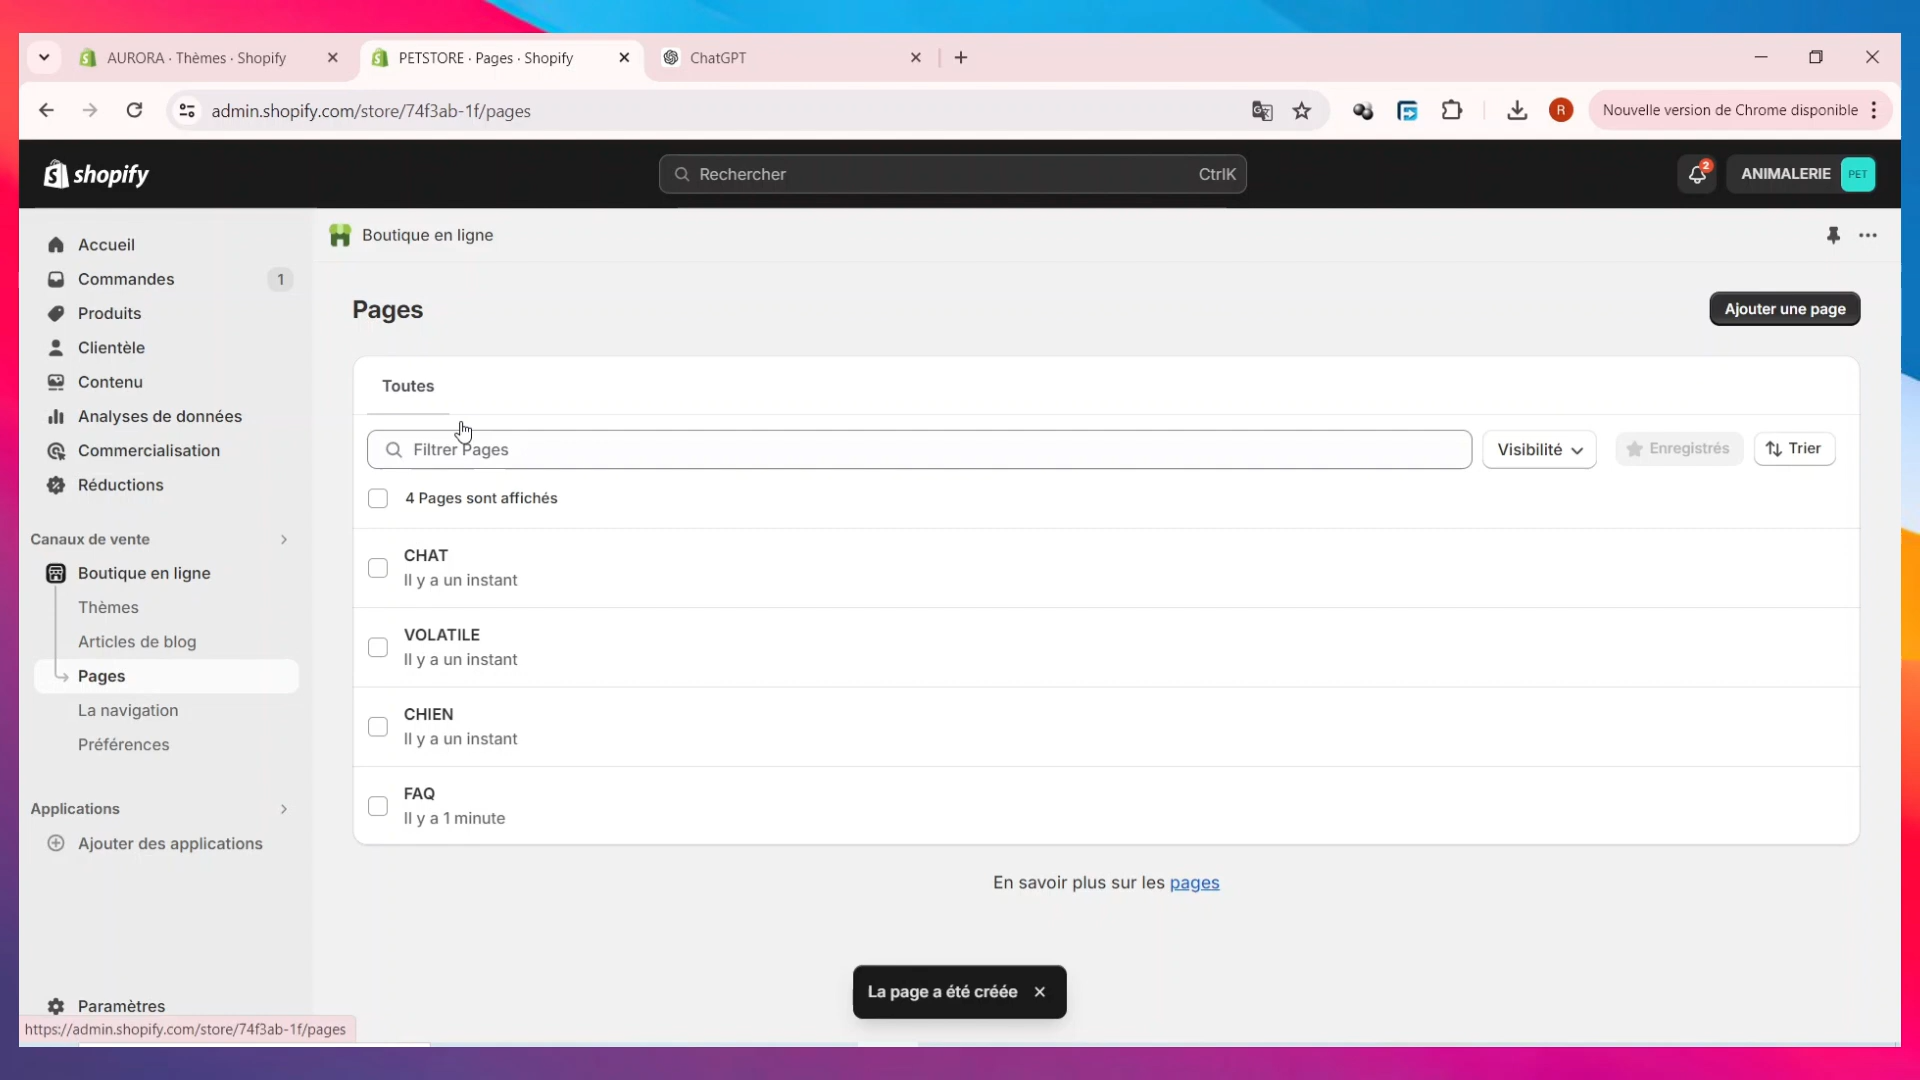 AURORA · Thèmes · Shopify
PETSTORE · Pages · Shopify
ChatGPT
admin.shopify.com/store/74f3ab-1f/pages
R
Nouvelle version de Chrome disponible
shopify
Rechercher
CtrlK
2
ANIMALERIE
PET
Accueil
Commandes
1
Produits
Clientèle
Contenu
Analyses de données
Commercialisation
Réductions
Canaux de vente
Boutique en ligne
Thèmes
Articles de blog
Pages
La navigation
Préférences
Applications
Ajouter des applications
Paramètres
https://admin.shopify.com/store/74f3ab-1f/pages
Boutique en ligne
Pages
Ajouter une page
Toutes
Filtrer Pages
Visibilité
Enregistrés
Trier
4 Pages sont affichés
CHAT
Il y a un instant
VOLATILE
Il y a un instant
CHIEN
Il y a un instant
FAQ
Il y a 1 minute
En savoir plus sur les pages
La page a été créée